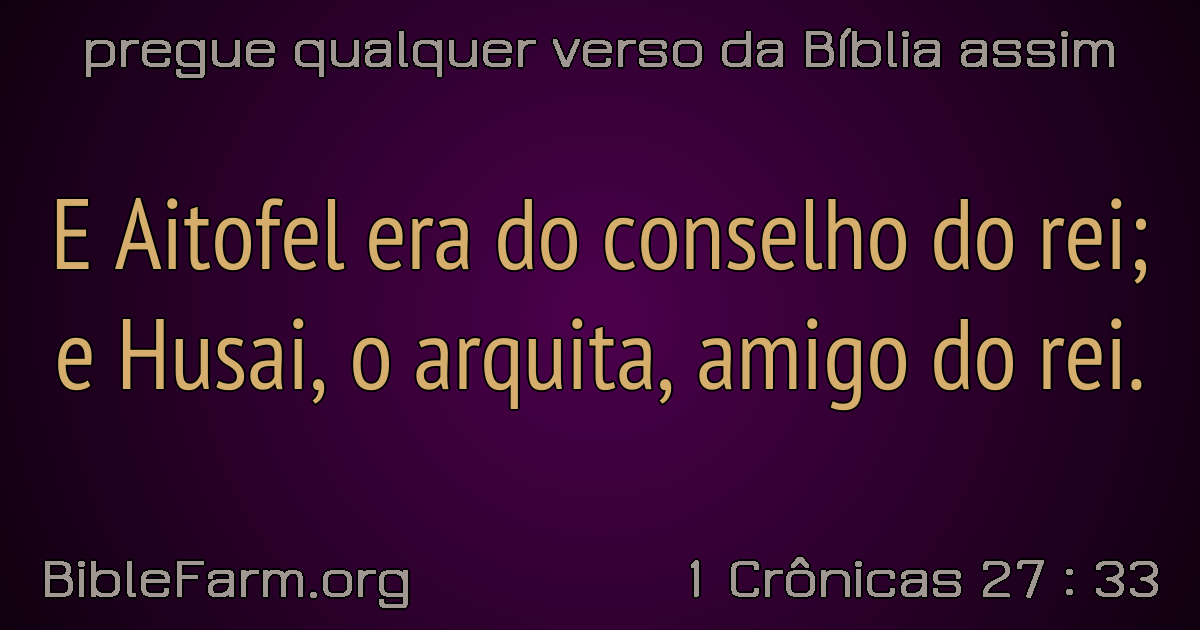 pregue qualquer verso da Bíblia assim
E Aitofel era do conselho do rei;
e Husai, o arquita, amigo do rei.
BibleFarm.org
1 Crônicas 27 : 33